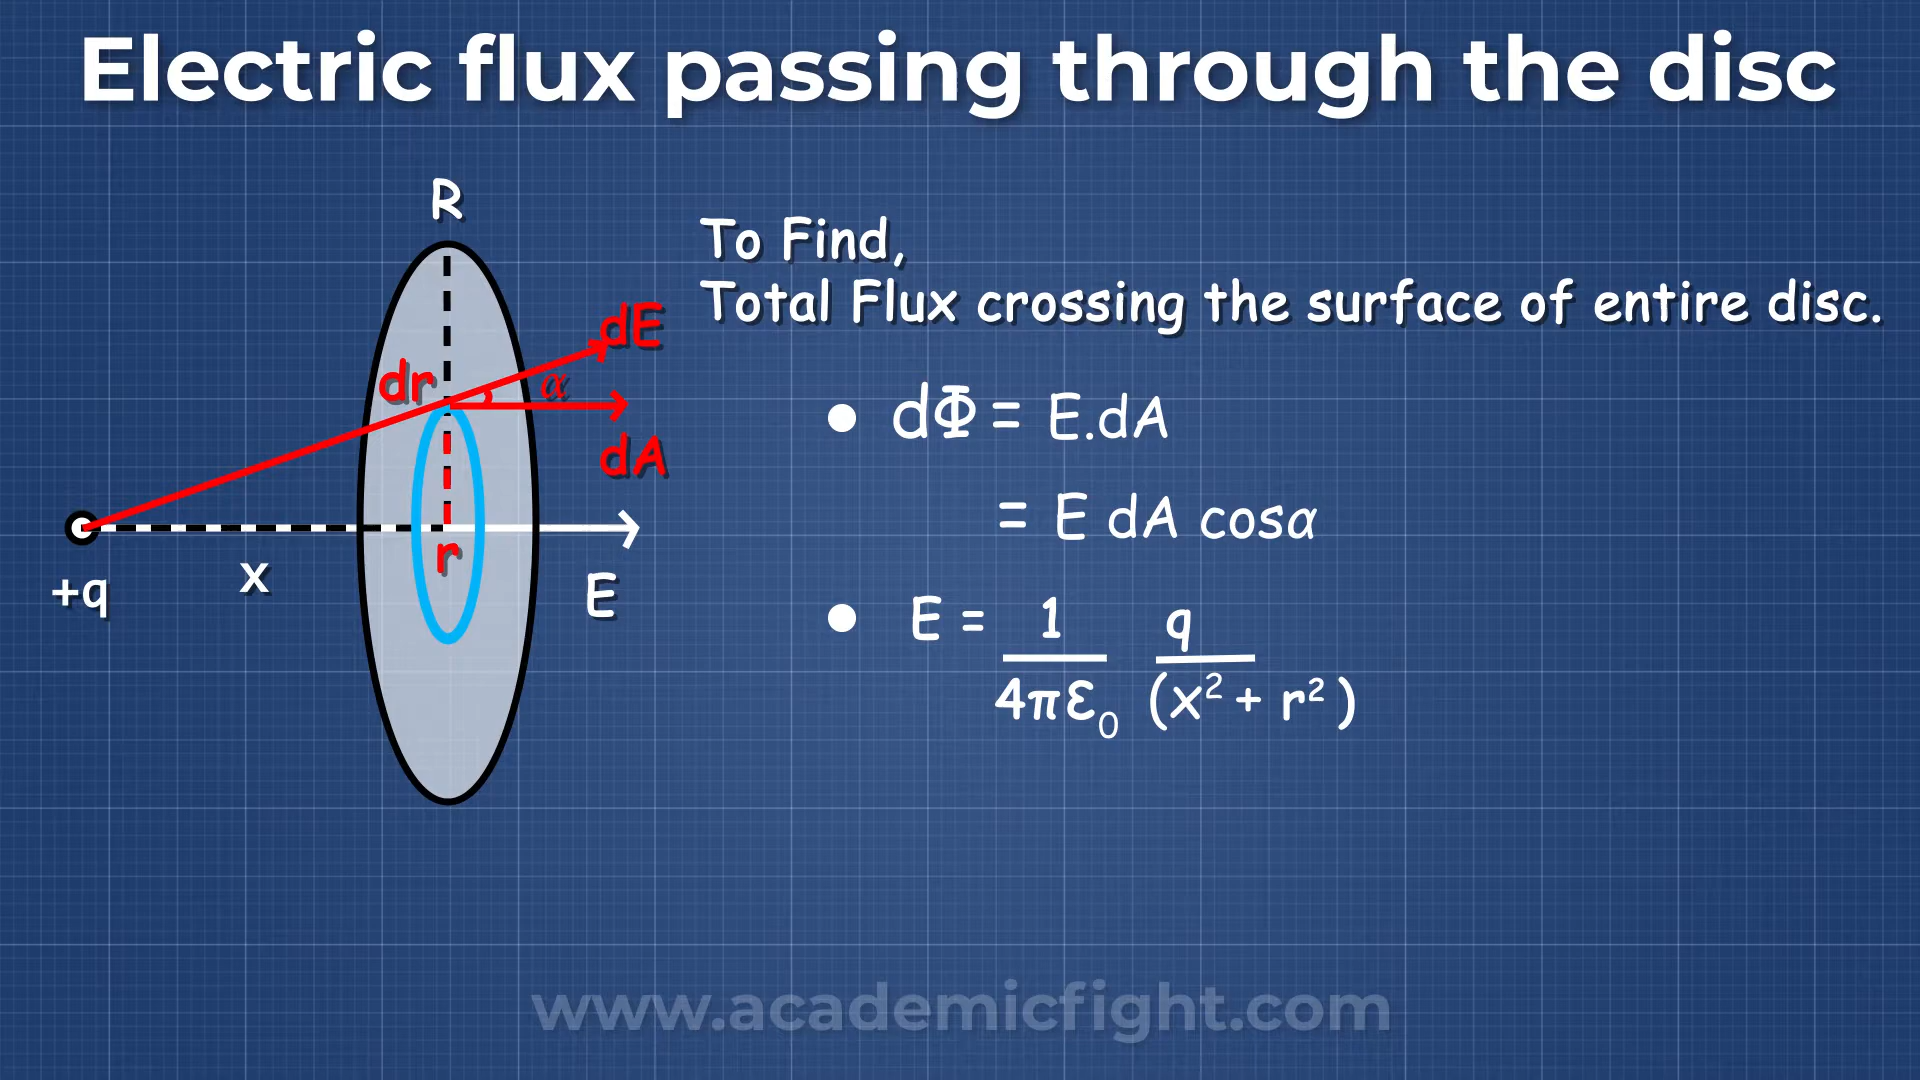 Electric flux passing through the disc
R
dE
dr
α
dA
r
+q
x
E
To Find,
Total Flux crossing the surface of entire disc.
● dΦ = E.dA
= E dA cosα
● E = 1 q
4πε₀ (x² + r²)
www.academicfight.com